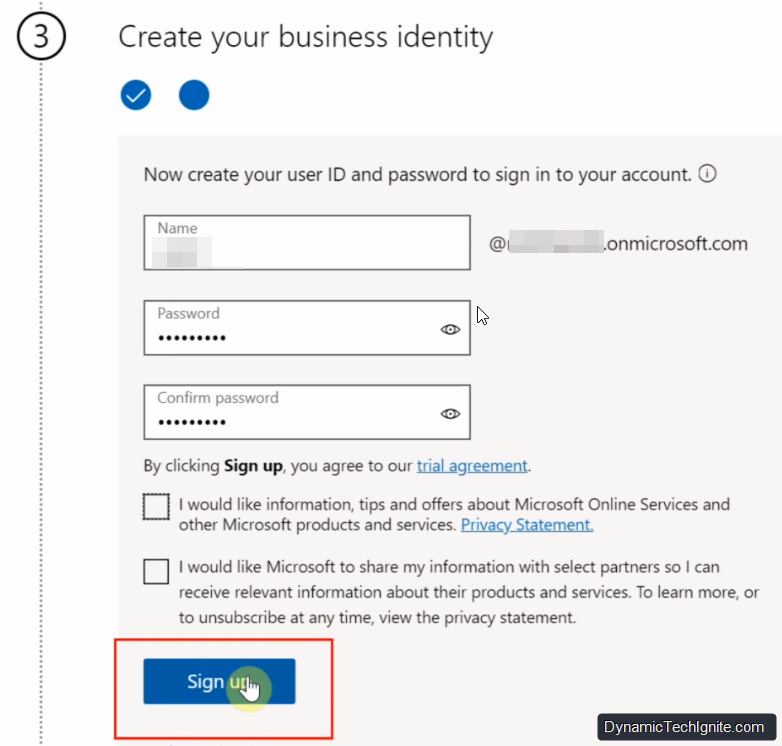 3
Create your business identity
Now create your user ID and password to sign in to your account.
Name
@ .onmicrosoft.com
Password
•••••••••
Confirm password
•••••••••
By clicking Sign up, you agree to our trial agreement.
I would like information, tips and offers about Microsoft Online Services and
other Microsoft products and services. Privacy Statement.
I would like Microsoft to share my information with select partners so I can
receive relevant information about their products and services. To learn more, or
to unsubscribe at any time, view the privacy statement.
Sign up
DynamicTechIgnite.com